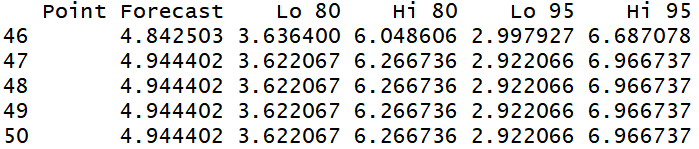 Point Forecast Lo 80 Hi 80 Lo 95 Hi 95
46 4.842503 3.636400 6.048606 2.997927 6.687078
47 4.944402 3.622067 6.266736 2.922066 6.966737
48 4.944402 3.622067 6.266736 2.922066 6.966737
49 4.944402 3.622067 6.266736 2.922066 6.966737
50 4.944402 3.622067 6.266736 2.922066 6.966737